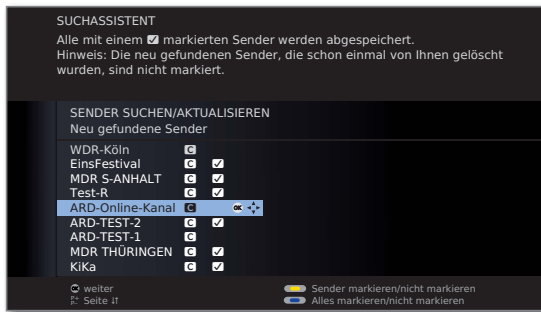 SUCHASSISTENT
Alle mit einem ☑ markierten Sender werden abgespeichert.
Hinweis: Die neu gefundenen Sender, die schon einmal von Ihnen gelöscht
wurden, sind nicht markiert.
SENDER SUCHEN/AKTUALISIEREN
Neu gefundene Sender
WDR-Köln C
EinsFestival C ✓
MDR S-ANHALT C ✓
Test-R C ✓
ARD-Online-Kanal C OK
ARD-TEST-2 C ✓
ARD-TEST-1 C
MDR THÜRINGEN C ✓
KiKa C ✓
OK weiter
P+ P- Seite ↓↑
Sender markieren/nicht markieren
Alles markieren/nicht markieren